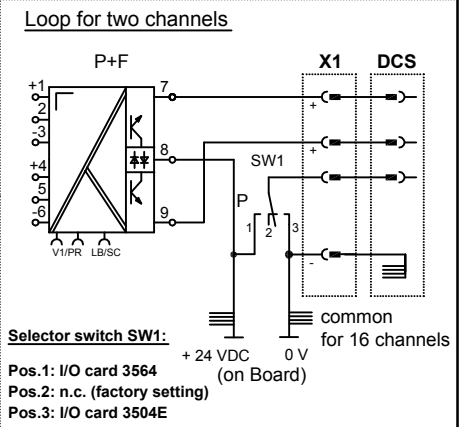 Loop for two channels
P+F
X1 DCS
+1
2
-3
+4
5
-6
7
8
9
V1/PR LB/SC
+
+
-
SW1
P
1 2 3
common
for 16 channels
+ 24 VDC 0 V
(on Board)
Selector switch SW1:
Pos.1: I/O card 3564
Pos.2: n.c. (factory setting)
Pos.3: I/O card 3504E